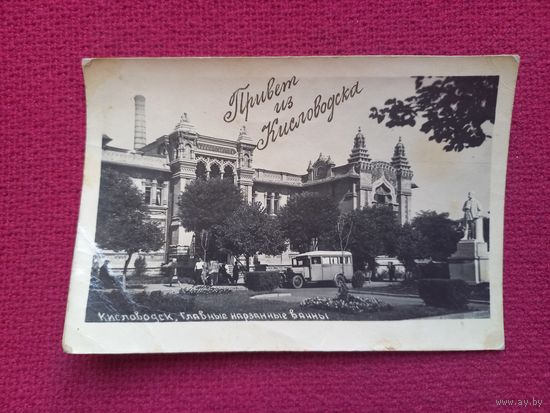 Привет
из
Кисловодска
Кисловодск, Главные нарзанные ванны
www.ay.by